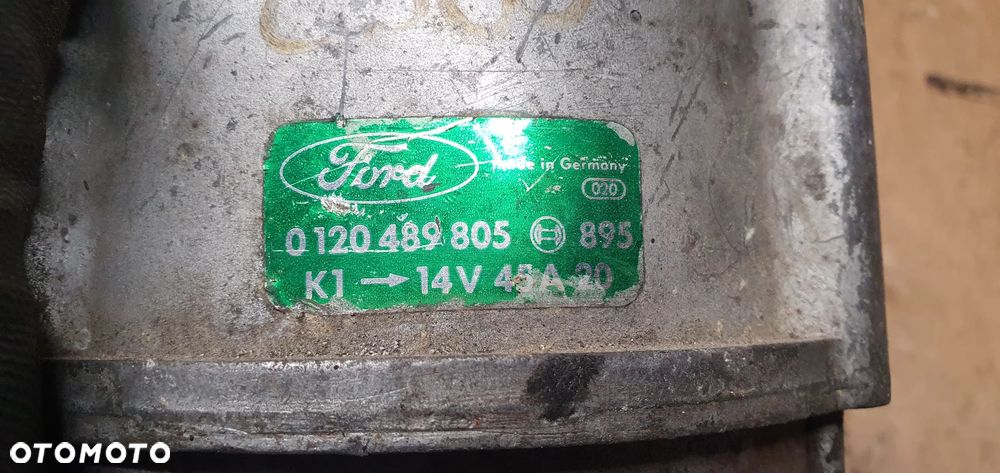 Ford
Made in Germany
020
0 120 489 805 895
K1 → 14V 45A 20
OTOMOTO